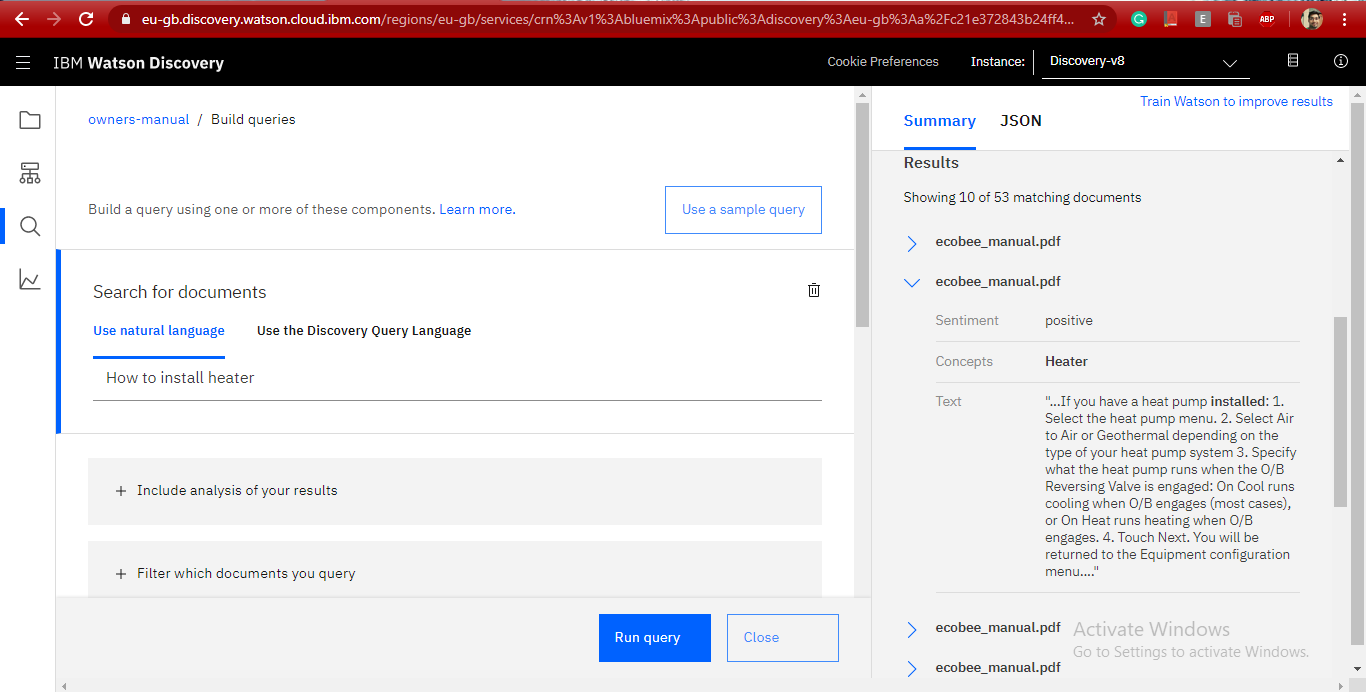 eu-gb.discovery.watson.cloud.ibm.com/regions/eu-gb/services/crn%3Av1%3Abluemix%3Apublic%3Adiscovery%3Aeu-gb%3Aa%2Fc21e372843b24ff4...
G
E
ABP
IBM Watson Discovery
Cookie Preferences
Instance:
Discovery-v8
owners-manual / Build queries
Build a query using one or more of these components. Learn more.
Use a sample query
Search for documents
Use natural language
Use the Discovery Query Language
How to install heater
+ Include analysis of your results
+ Filter which documents you query
Run query
Close
Train Watson to improve results
Summary
JSON
Results
Showing 10 of 53 matching documents
ecobee_manual.pdf
ecobee_manual.pdf
Sentiment positive
Concepts Heater
Text "...If you have a heat pump installed: 1.
Select the heat pump menu. 2. Select Air
to Air or Geothermal depending on the
type of your heat pump system 3. Specify
what the heat pump runs when the O/B
Reversing Valve is engaged: On Cool runs
cooling when O/B engages (most cases),
or On Heat runs heating when O/B
engages. 4. Touch Next. You will be
returned to the Equipment configuration
menu...."
ecobee_manual.pdf
ecobee_manual.pdf
Activate Windows
Go to Settings to activate Windows.